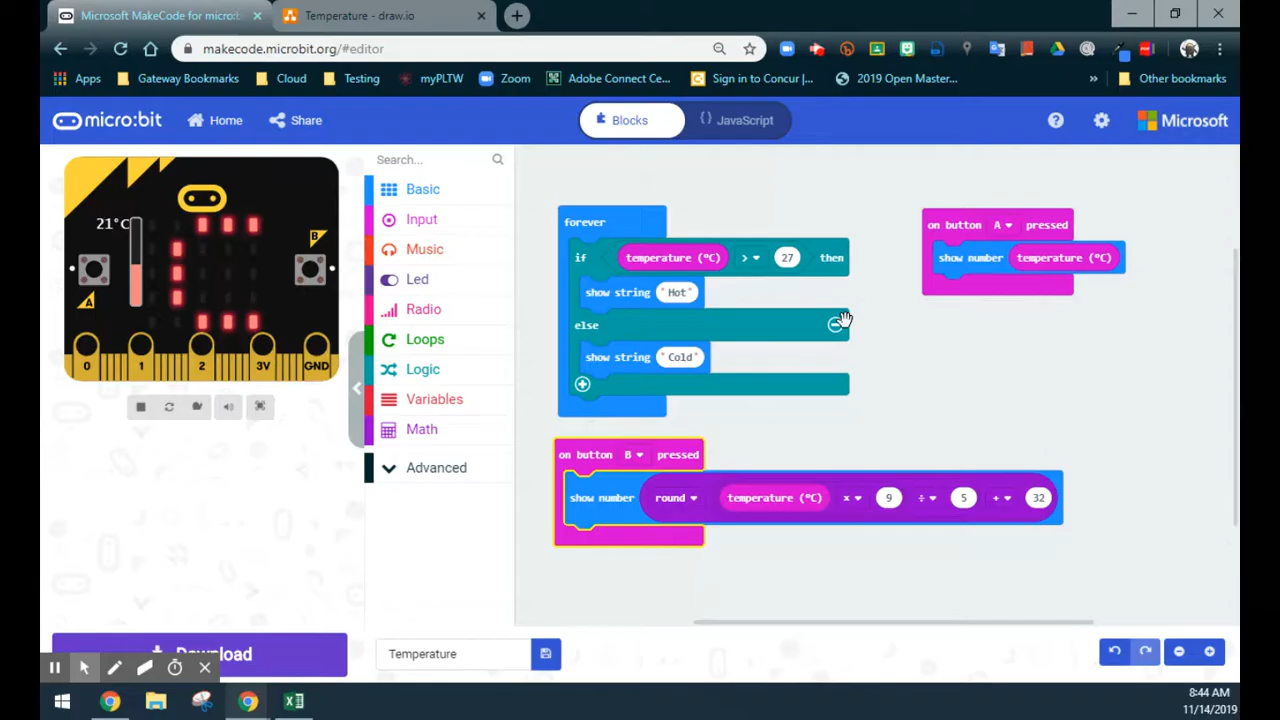 Microsoft MakeCode for micro:bit
Temperature - draw.io
makecode.microbit.org/#editor
Apps
Gateway Bookmarks
Cloud
Testing
myPLTW
Zoom
Adobe Connect Ce...
Sign in to Concur |...
2019 Open Master...
»
Other bookmarks
micro:bit
Home
Share
Blocks
{ } JavaScript
Microsoft
21°C
A
B
0 1 2 3V GND
Search...
Basic
Input
Music
Led
Radio
Loops
Logic
Variables
Math
Advanced
forever
if temperature (°C) > 27 then
show string "Hot"
else
show string "Cold"
on button A pressed
show number temperature (°C)
on button B pressed
show number round temperature (°C) x 9 ÷ 5 + 32
Download
Temperature
8:44 AM
11/14/2019